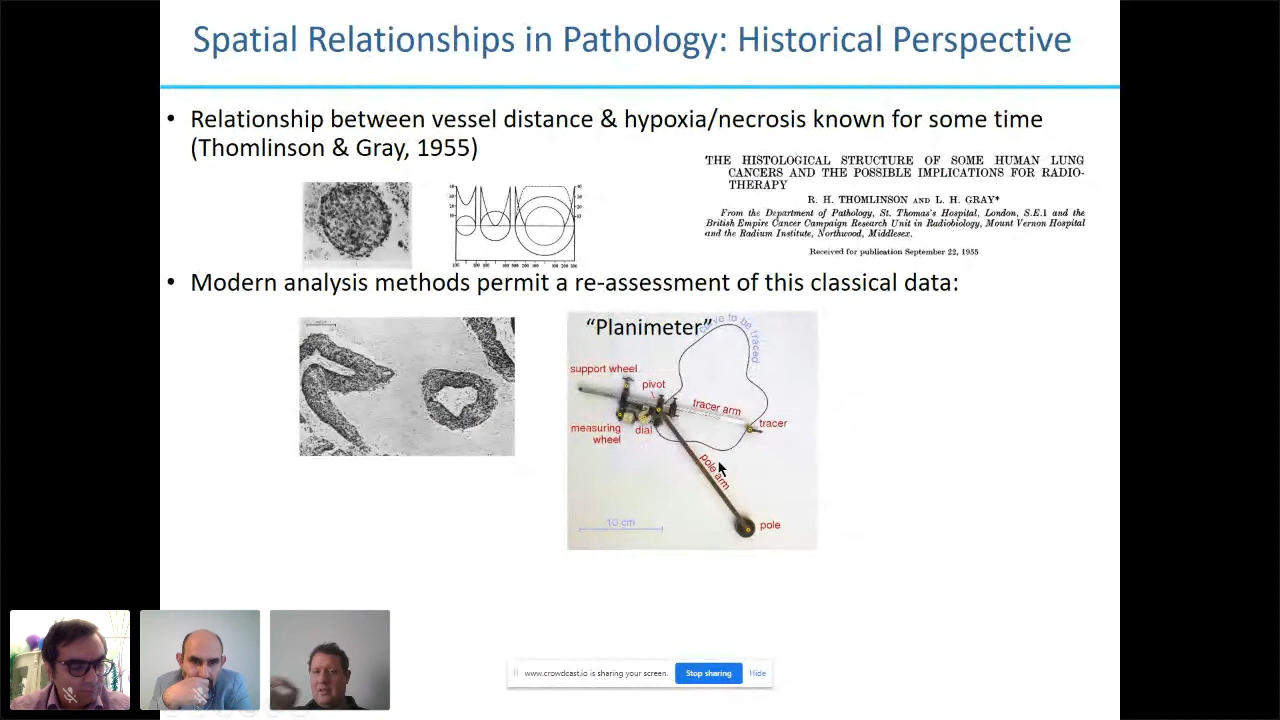 Spatial Relationships in Pathology: Historical Perspective
• Relationship between vessel distance & hypoxia/necrosis known for some time
(Thomlinson & Gray, 1955)
THE HISTOLOGICAL STRUCTURE OF SOME HUMAN LUNG
CANCERS AND THE POSSIBLE IMPLICATIONS FOR RADIO-
THERAPY
R. H. THOMLINSON AND L. H. GRAY*
From the Department of Pathology, St. Thomas's Hospital, London, S.E.1 and the
British Empire Cancer Campaign Research Unit in Radiobiology, Mount Vernon Hospital
and the Radium Institute, Northwood, Middlesex.
Received for publication September 22, 1955
• Modern analysis methods permit a re-assessment of this classical data:
“Planimeter”
curve to be traced
support wheel
pivot
tracer arm
tracer
measuring
wheel
dial
pole arm
10 cm
pole
www.crowdcast.io is sharing your screen.
Stop sharing
Hide